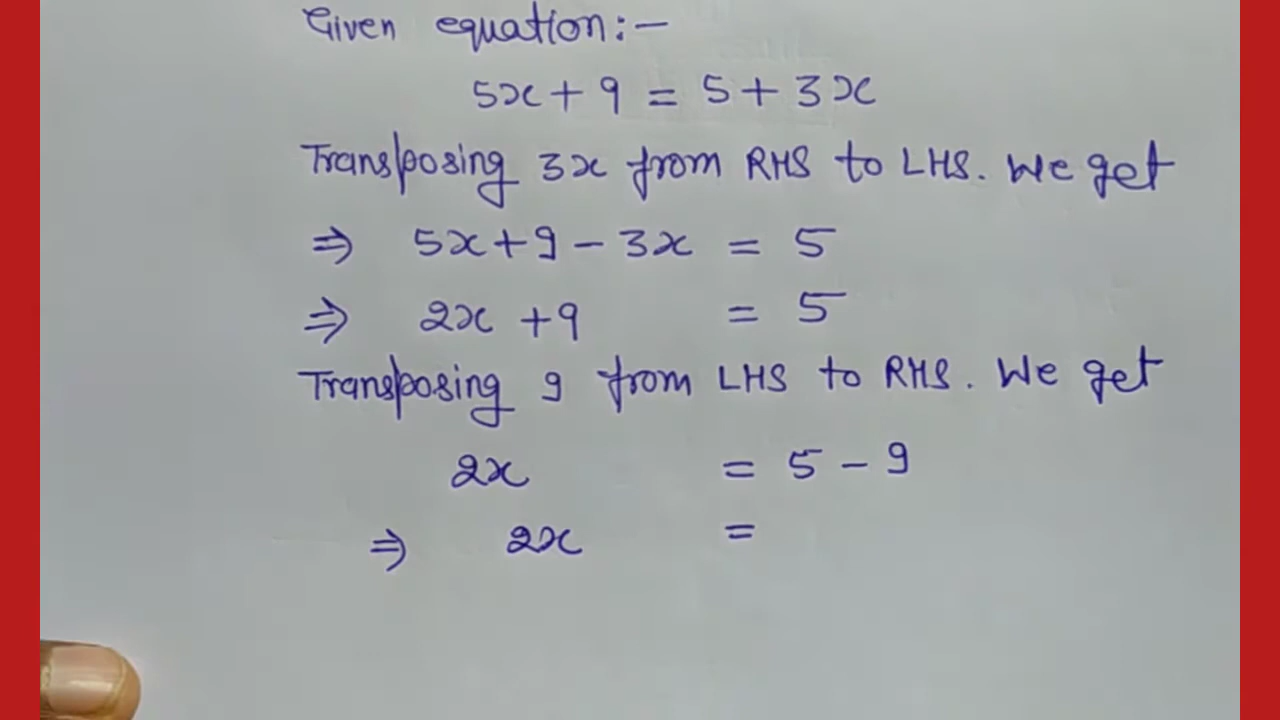 Given equation:-
5x + 9 = 5 + 3x
Transposing 3x from RHS to LHS. We get
⇒ 5x + 9 - 3x = 5
⇒ 2x + 9 = 5
Transposing 9 from LHS to RHS. We get
2x = 5 - 9
⇒ 2x =